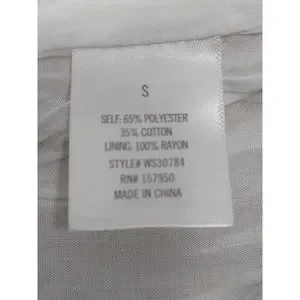 S
SELF: 65% POLYESTER
35% COTTON
LINING: 100% RAYON
STYLE# WS30784
RN# 157950
MADE IN CHINA